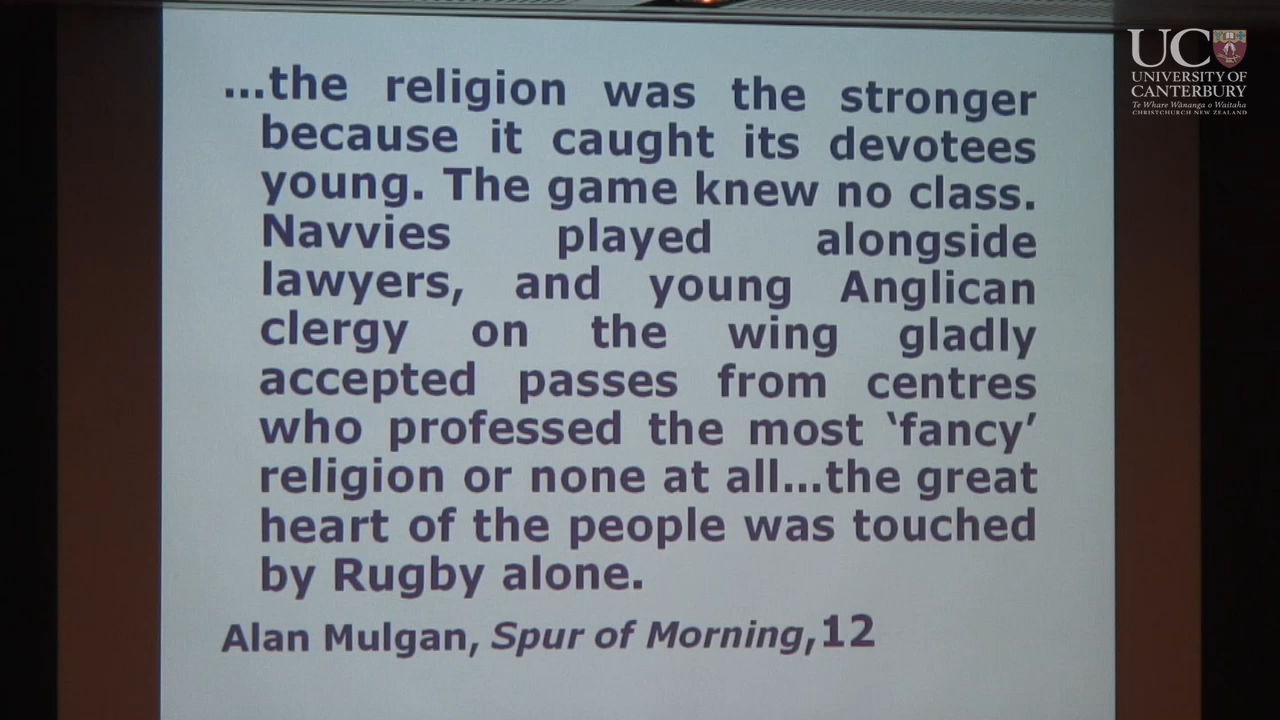 ...the religion was the stronger
because it caught its devotees
young. The game knew no class.
Navvies played alongside
lawyers, and young Anglican
clergy on the wing gladly
accepted passes from centres
who professed the most ‘fancy’
religion or none at all...the great
heart of the people was touched
by Rugby alone.
Alan Mulgan, Spur of Morning,12
UC
UNIVERSITY OF
CANTERBURY
Te Whare Wānanga o Waitaha
CHRISTCHURCH NEW ZEALAND